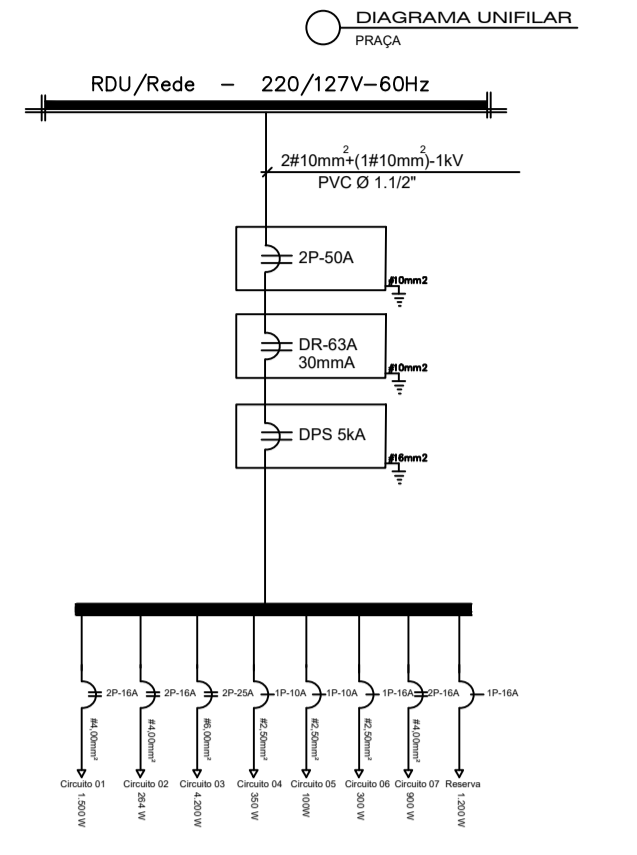 DIAGRAMA UNIFILAR
PRAÇA
RDU/Rede - 220/127V-60Hz
2#10mm²+(1#10mm²)-1kV
PVC Ø 1.1/2"
2P-50A
#10mm2
DR-63A
30mmA
#10mm2
DPS 5kA
#16mm2
2P-16A 2P-16A 2P-25A 1P-10A 1P-10A 1P-16A 2P-16A 1P-16A
#4,00mm² #4,00mm² #6,00mm² #2,50mm² #2,50mm² #2,50mm² #4,00mm²
Circuito 01 Circuito 02 Circuito 03 Circuito 04 Circuito 05 Circuito 06 Circuito 07 Reserva
1.500 W 264 W 4.200 W 350 W 100W 300 W 900 W 1.200 W